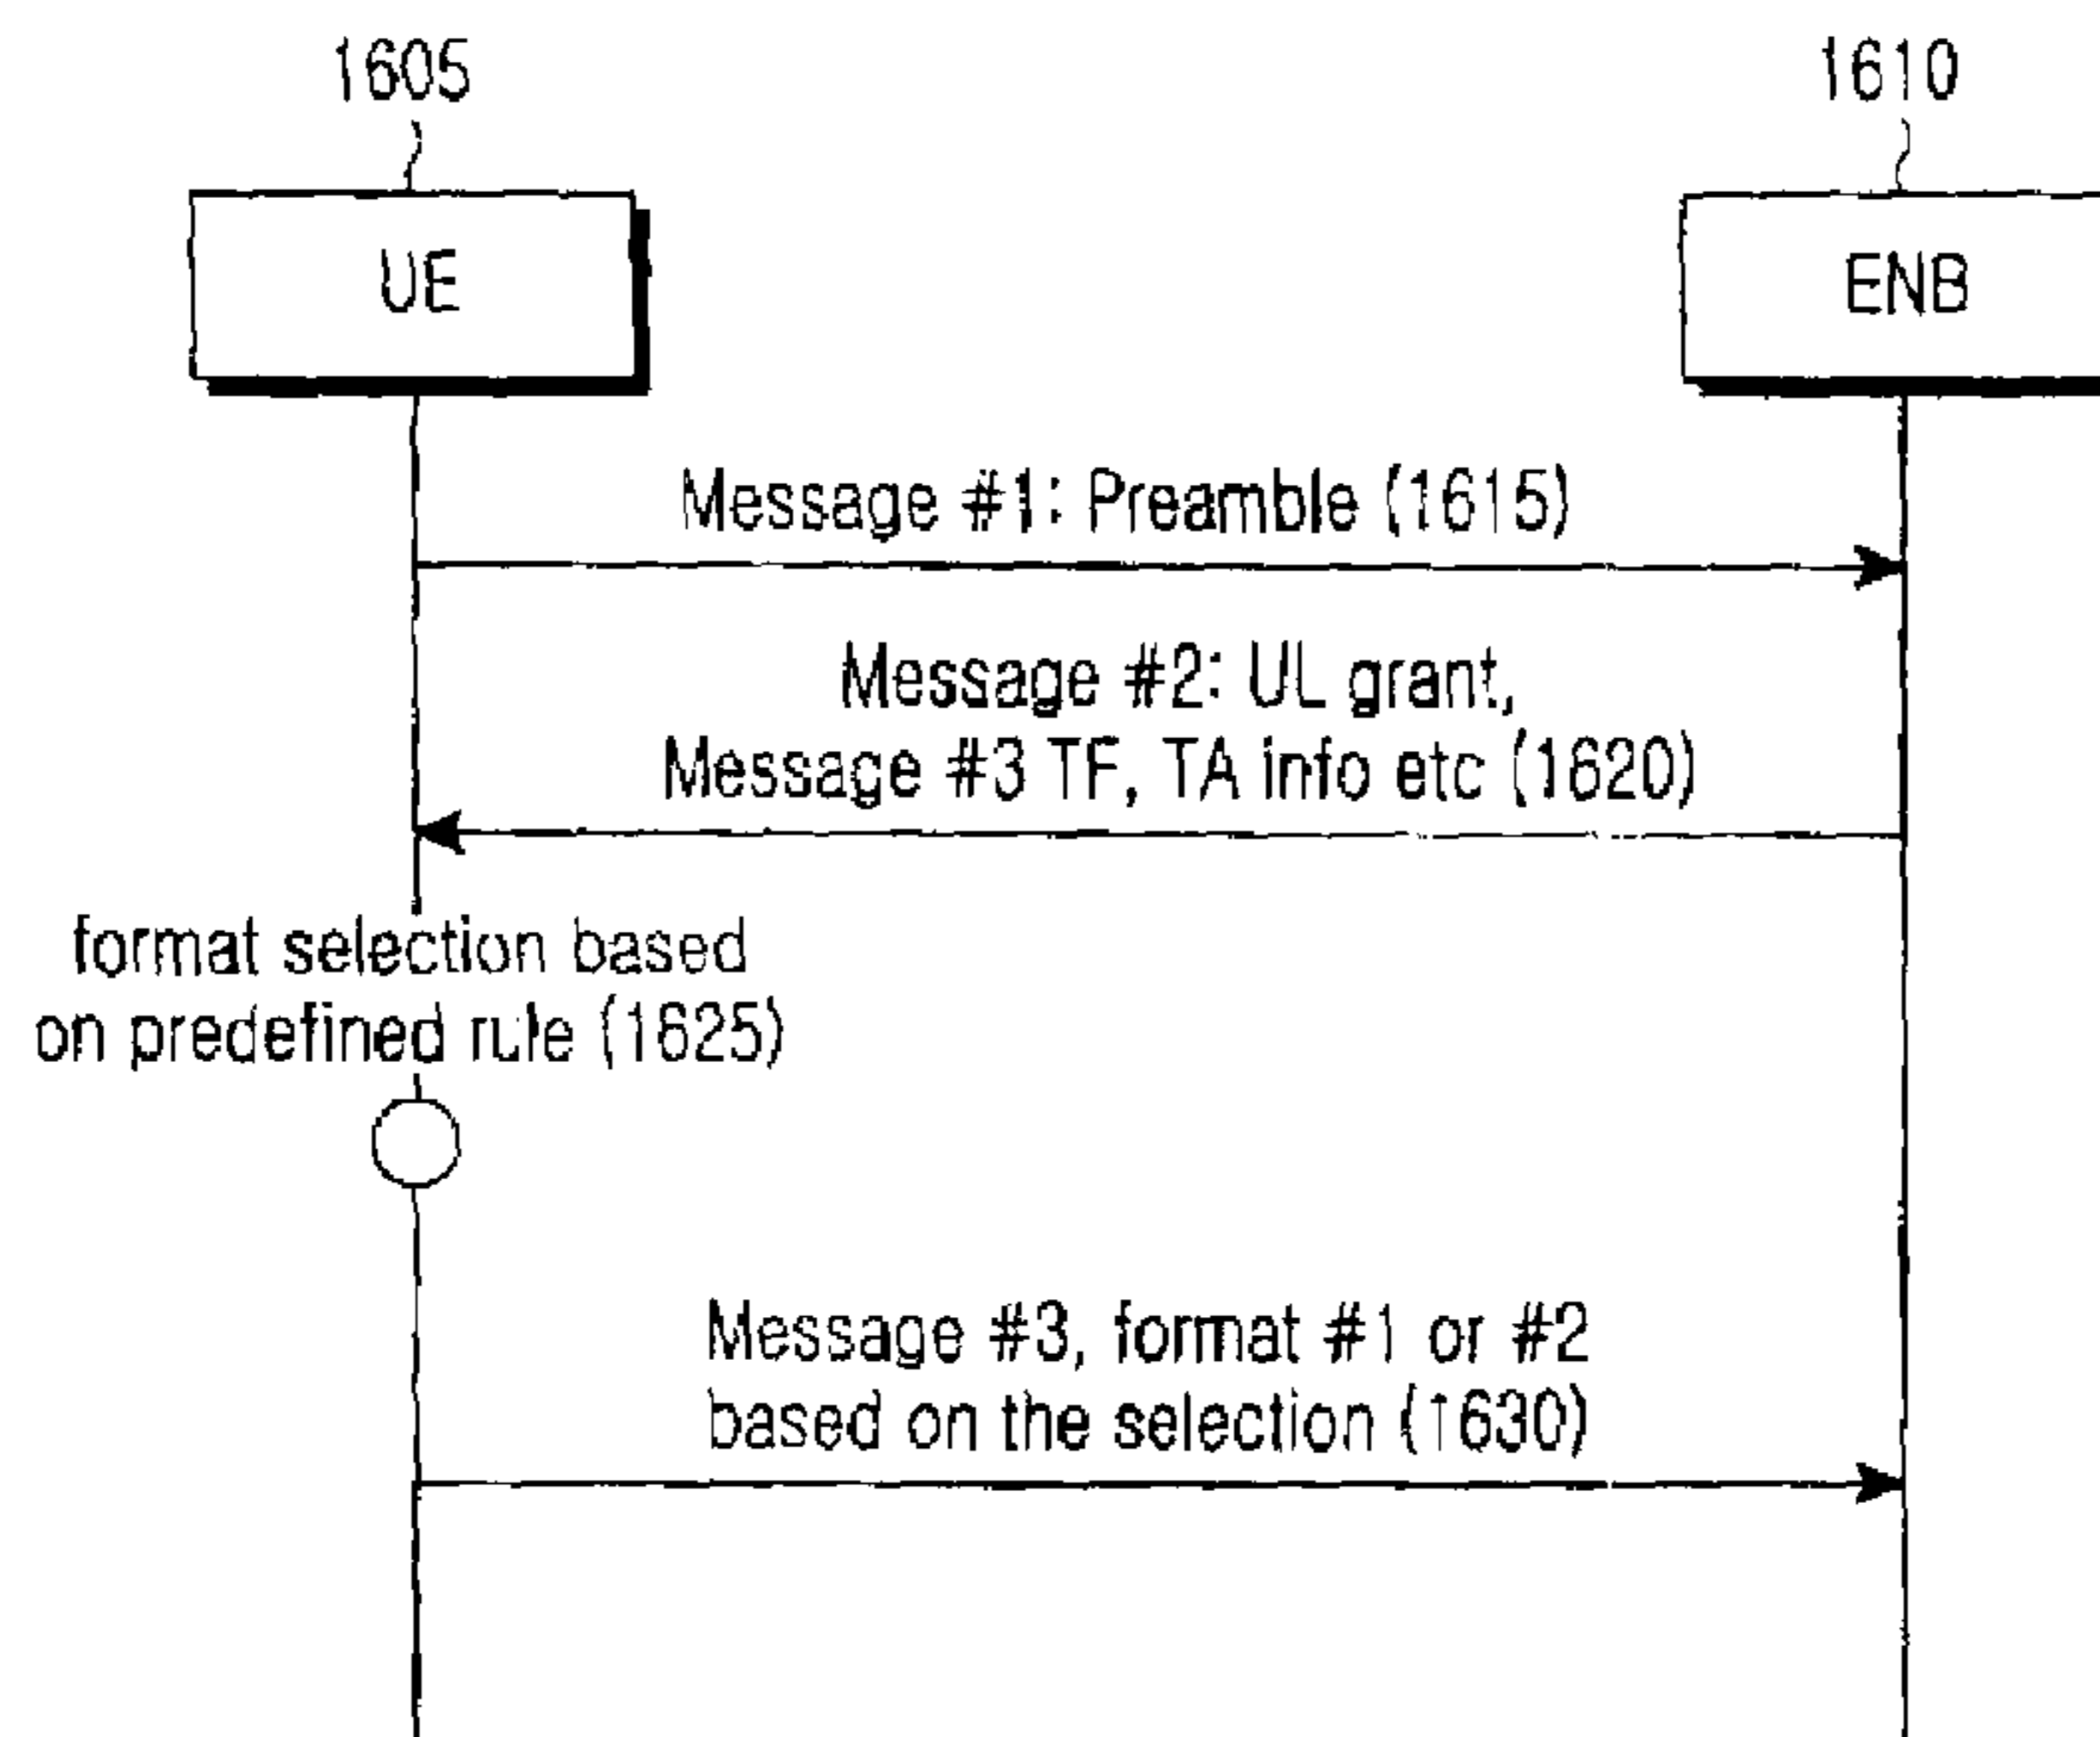 1605
1610
UE
ENB
Message #1: Preamble (1615)
Message #2: UL grant,
Message #3 TF, TA info etc (1620)
format selection based
on predefined rule (1625)
Message #3, format #1 or #2
based on the selection (1630)